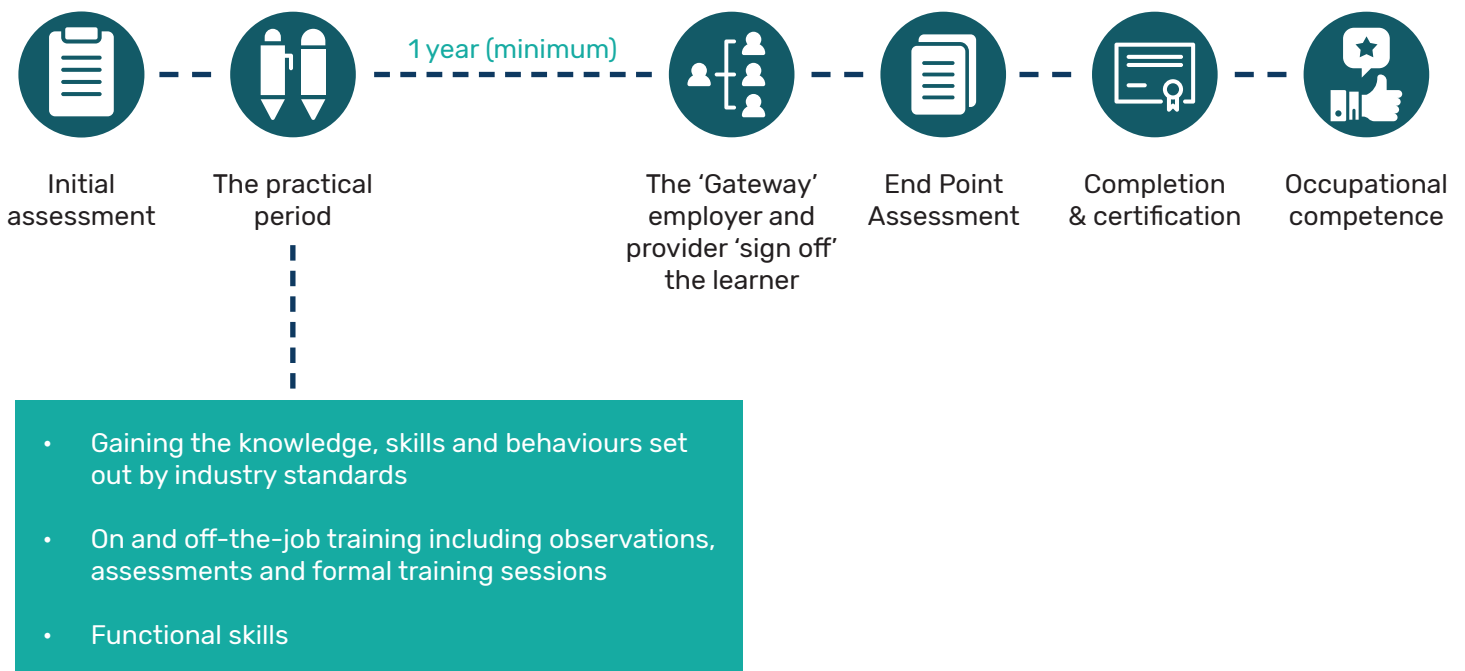 1 year (minimum)
Initial
assessment
The practical
period
The ‘Gateway’
employer and
provider ‘sign off’
the learner
End Point
Assessment
Completion
& certification
Occupational
competence
• Gaining the knowledge, skills and behaviours set
out by industry standards
• On and off-the-job training including observations,
assessments and formal training sessions
• Functional skills